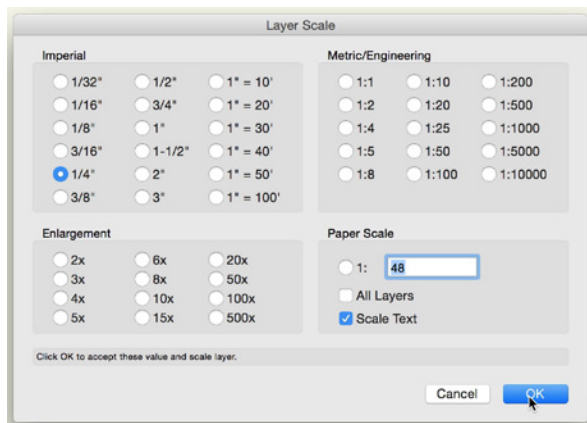 Layer Scale
Imperial
1/32" 1/2" 1" = 10'
1/16" 3/4" 1" = 20'
1/8" 1" 1" = 30'
3/16" 1-1/2" 1" = 40'
1/4" 2" 1" = 50'
3/8" 3" 1" = 100'
Metric/Engineering
1:1 1:10 1:200
1:2 1:20 1:500
1:4 1:25 1:1000
1:5 1:50 1:5000
1:8 1:100 1:10000
Enlargement
2x 6x 20x
3x 8x 50x
4x 10x 100x
5x 15x 500x
Paper Scale
1: 48
All Layers
Scale Text
Click OK to accept these value and scale layer.
Cancel OK